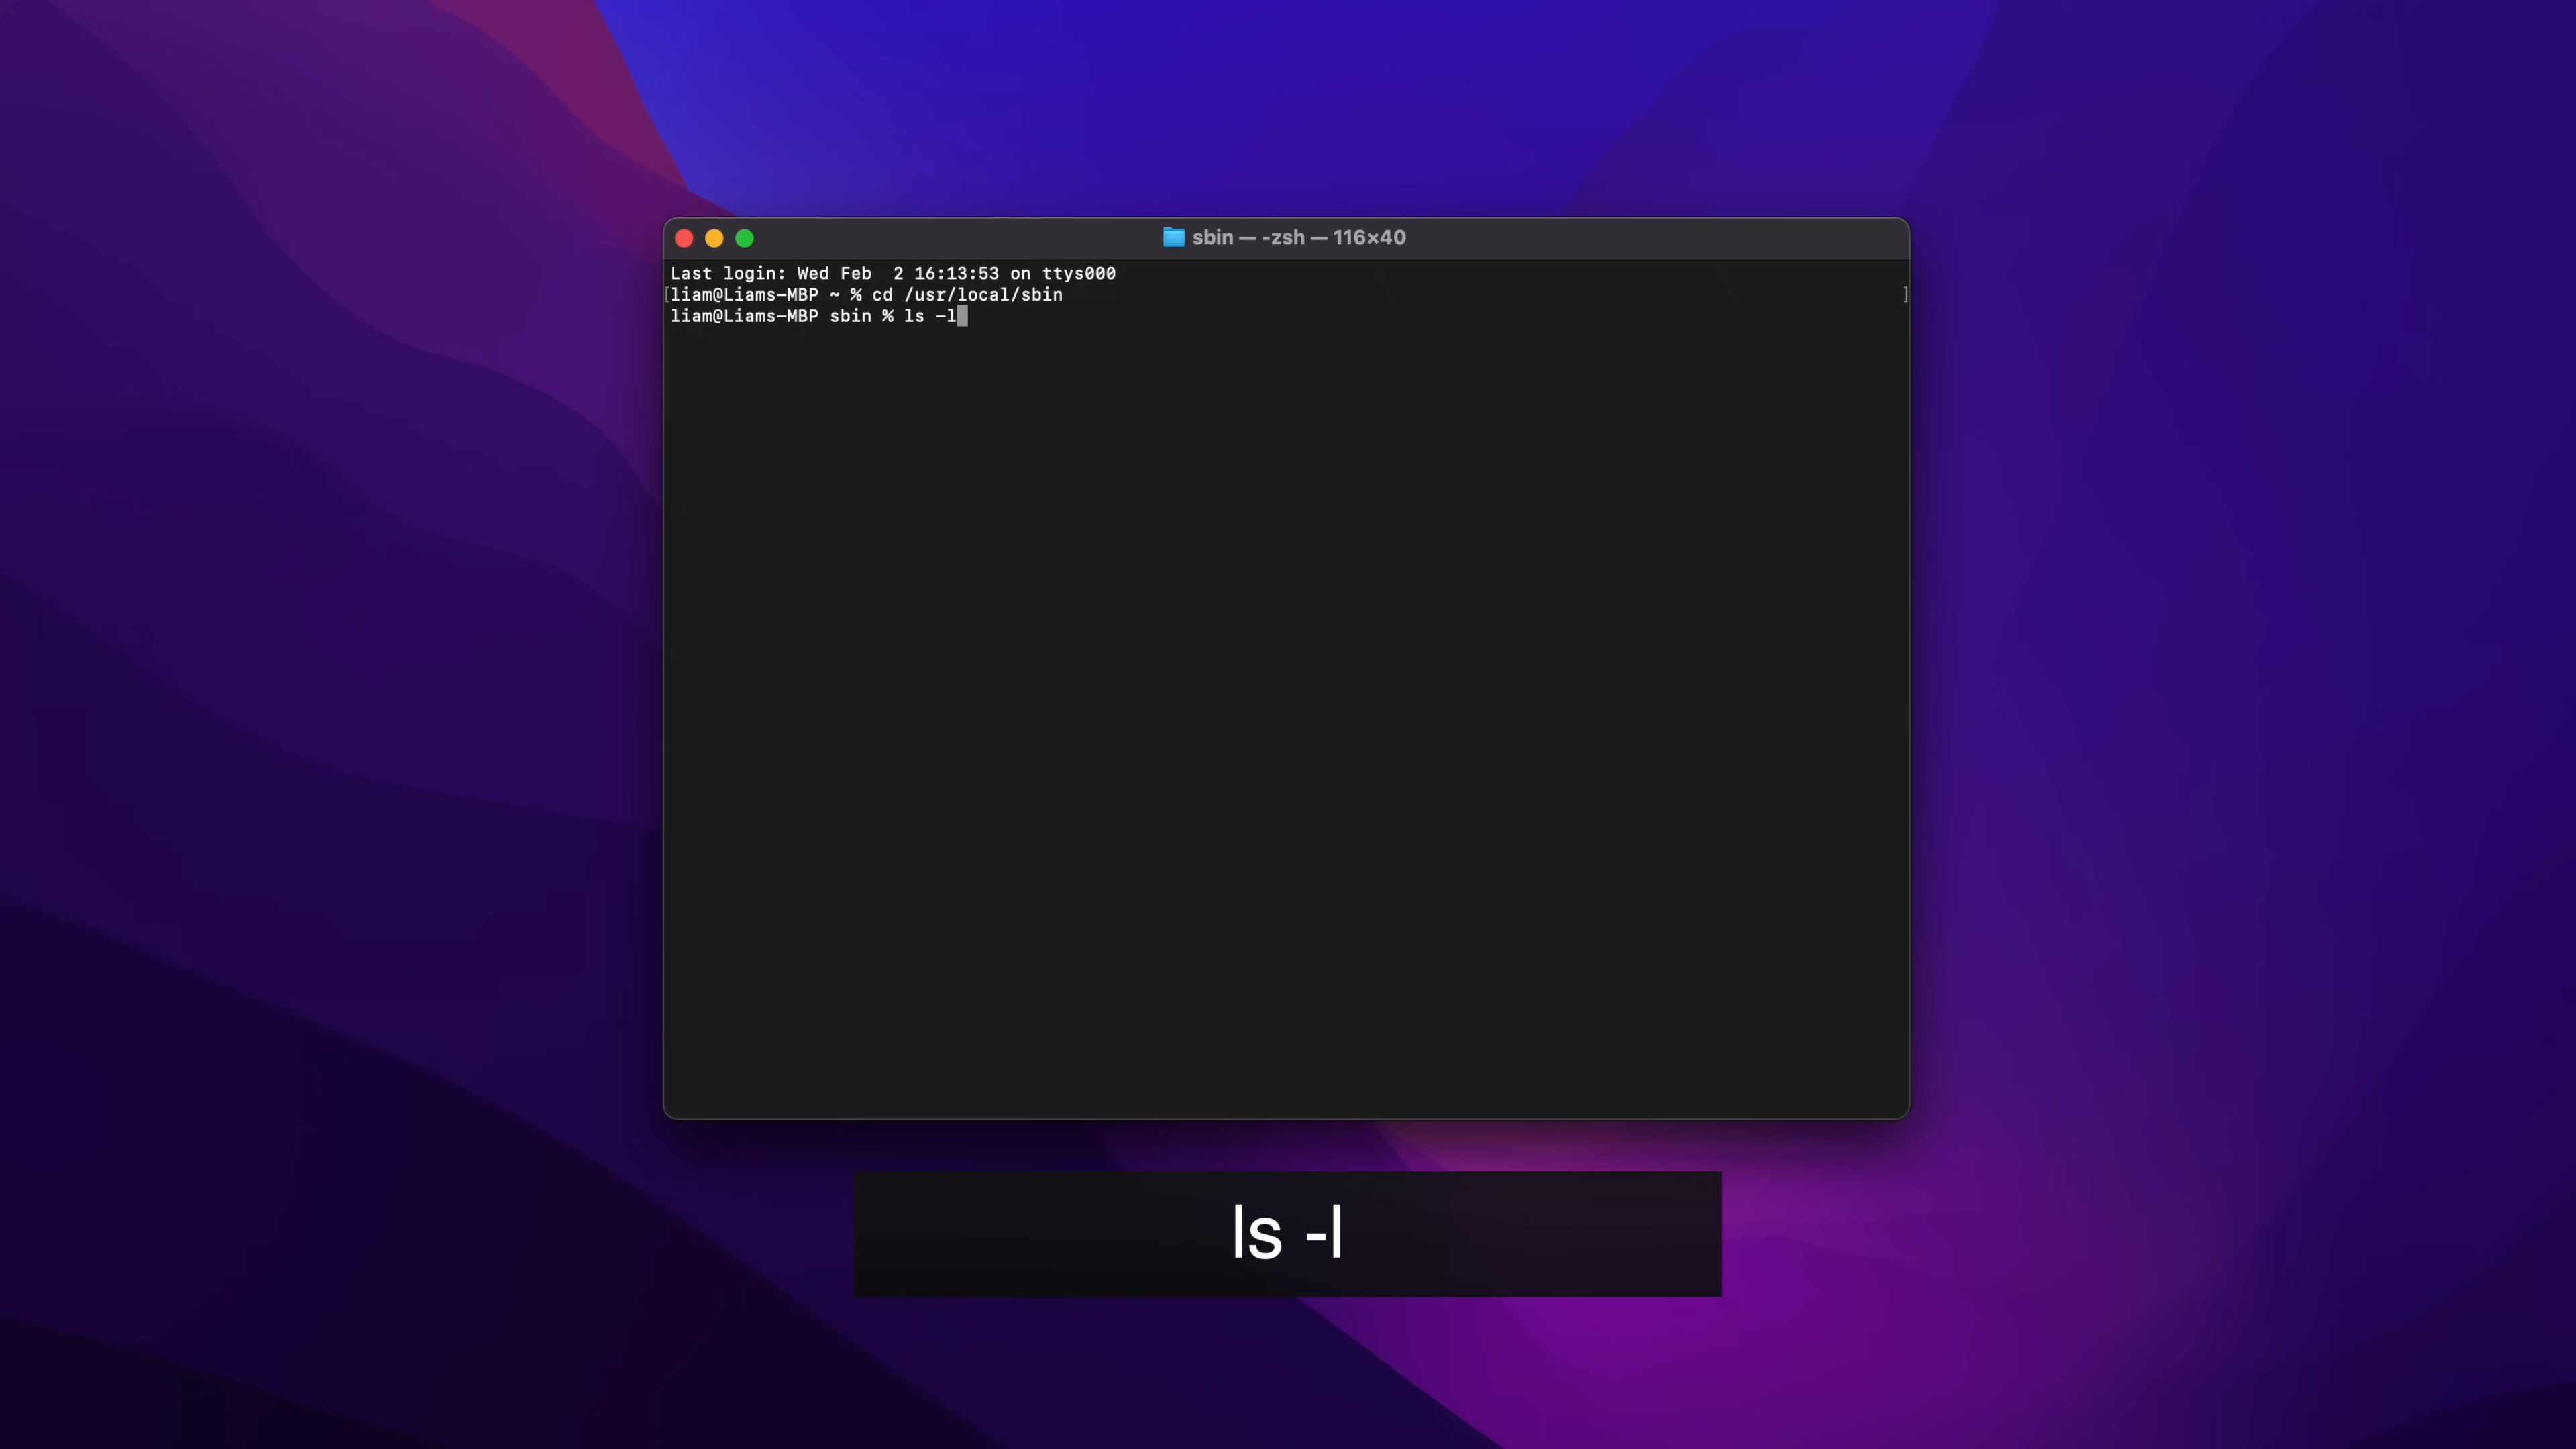 sbin — -zsh — 116×40
Last login: Wed Feb  2 16:13:53 on ttys000
[liam@Liams-MBP ~ % cd /usr/local/sbin ]
liam@Liams-MBP sbin % ls -l
ls -l